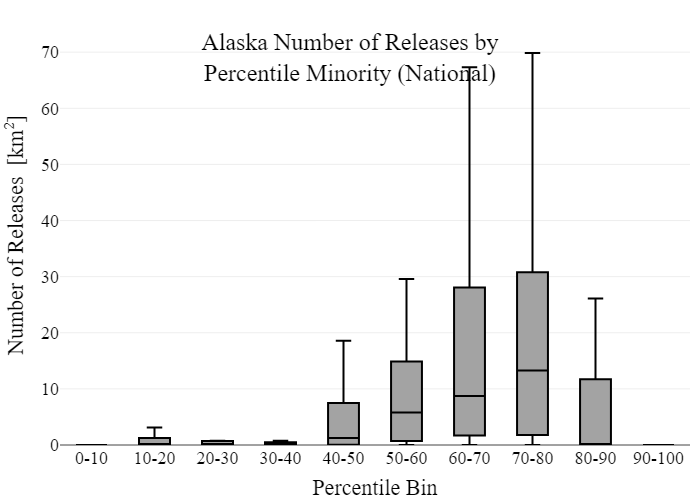 Alaska Number of Releases by
Percentile Minority (National)
Number of Releases [km²]
70
60
50
40
30
20
10
0
0-10 10-20 20-30 30-40 40-50 50-60 60-70 70-80 80-90 90-100
Percentile Bin